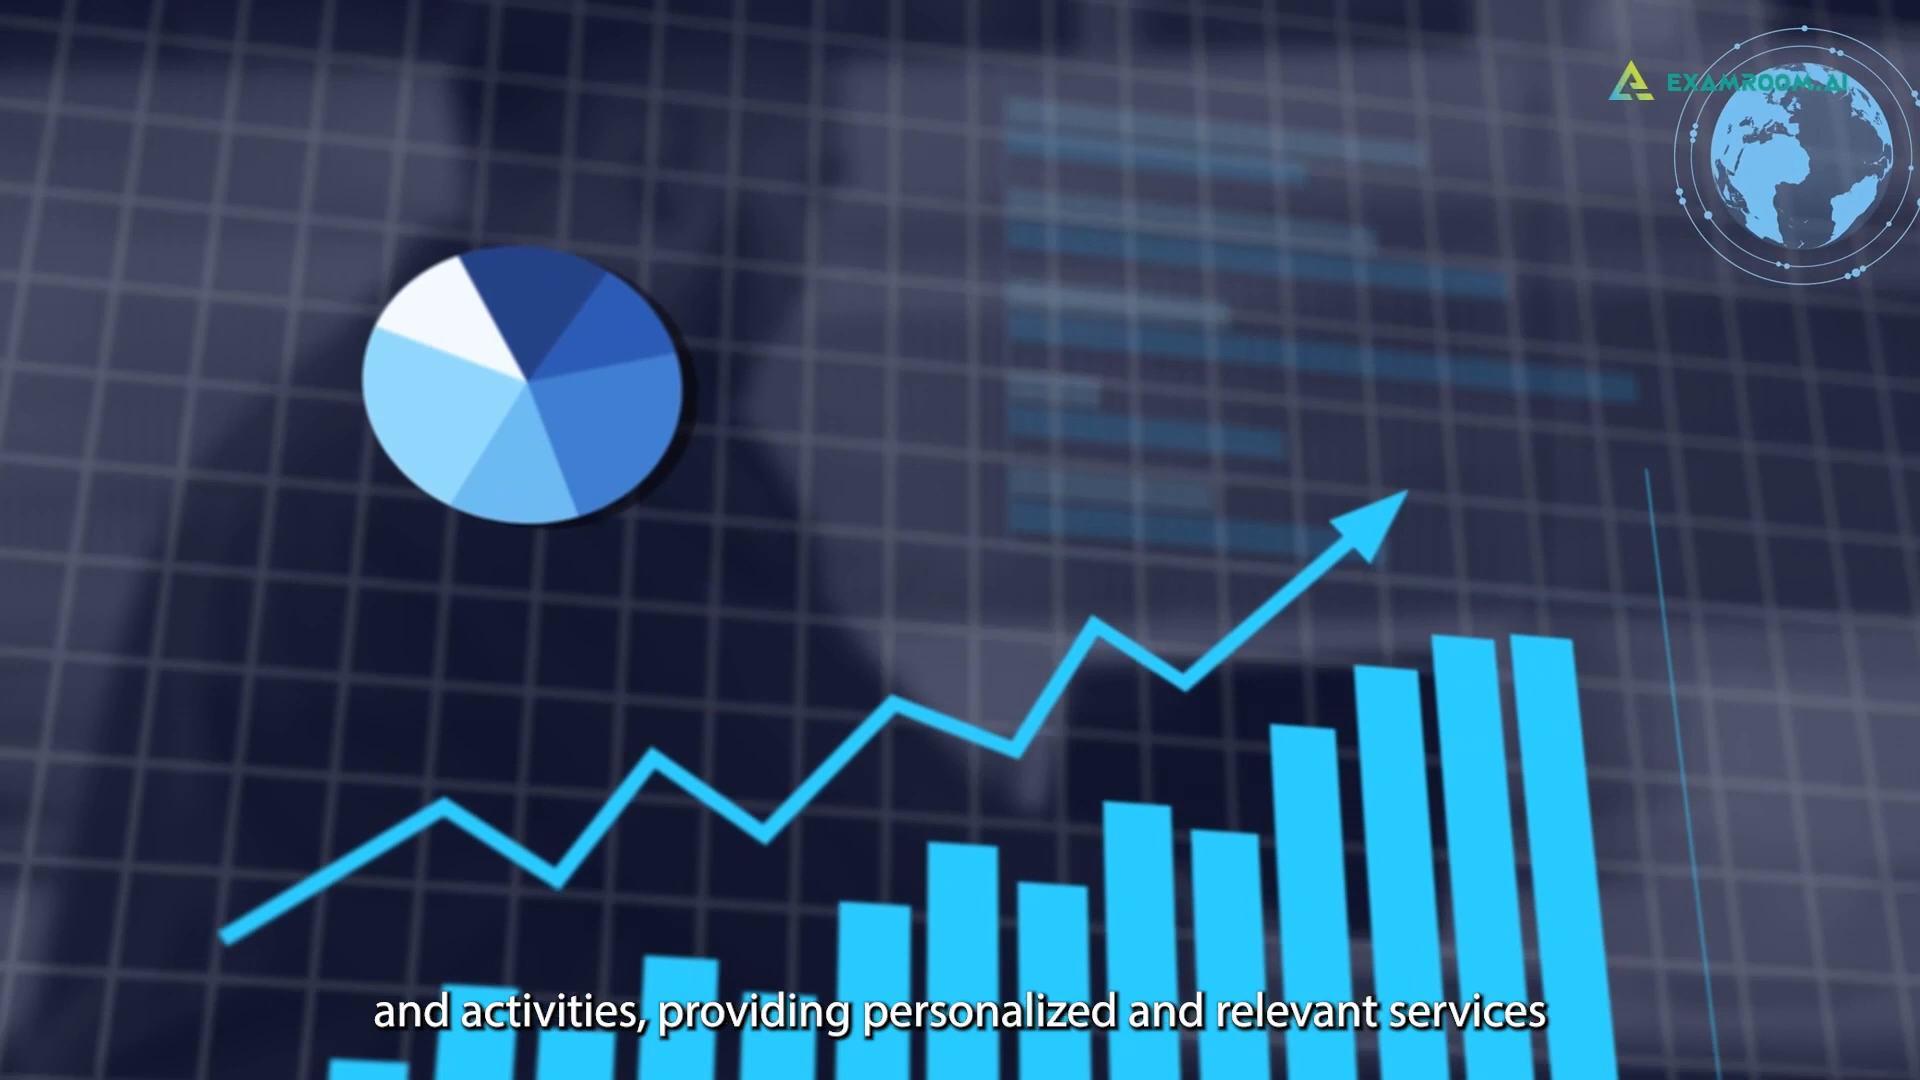 EXAMROOM.AI
and activities, providing personalized and relevant services